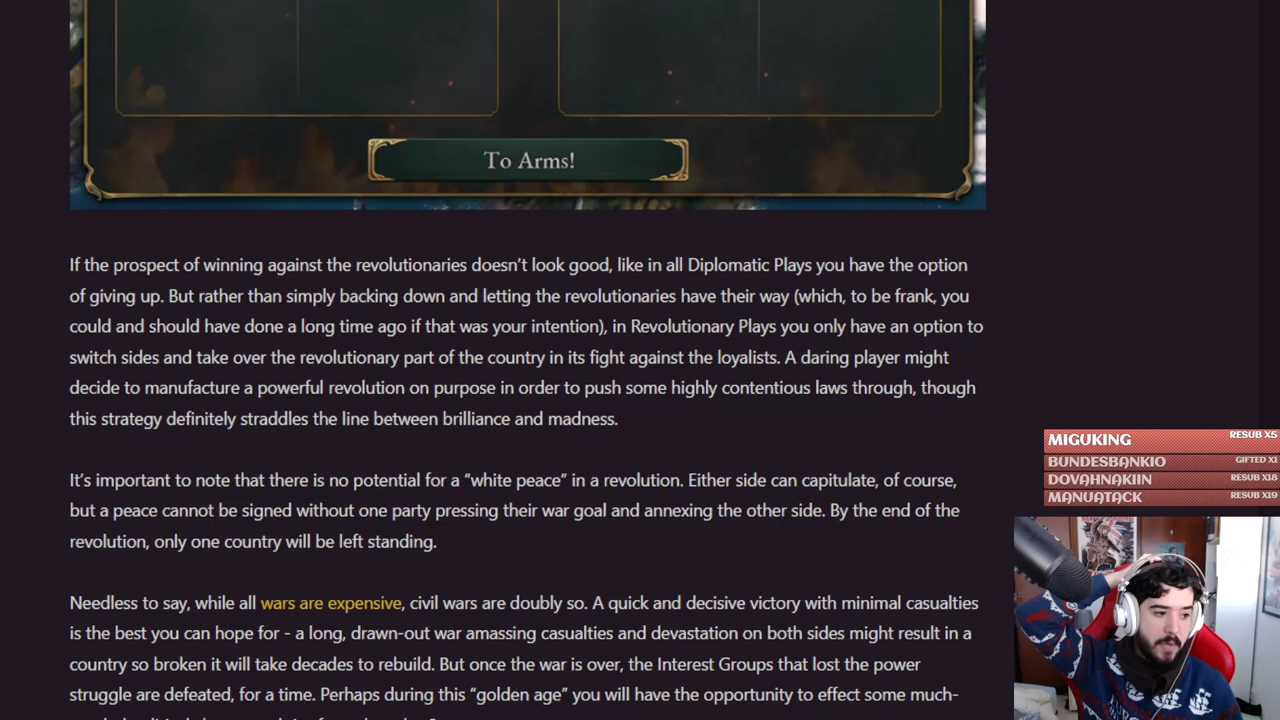 To Arms!
If the prospect of winning against the revolutionaries doesn't look good, like in all Diplomatic Plays you have the option
of giving up. But rather than simply backing down and letting the revolutionaries have their way (which, to be frank, you
could and should have done a long time ago if that was your intention), in Revolutionary Plays you only have an option to
switch sides and take over the revolutionary part of the country in its fight against the loyalists. A daring player might
decide to manufacture a powerful revolution on purpose in order to push some highly contentious laws through, though
this strategy definitely straddles the line between brilliance and madness.
It's important to note that there is no potential for a “white peace” in a revolution. Either side can capitulate, of course,
but a peace cannot be signed without one party pressing their war goal and annexing the other side. By the end of the
revolution, only one country will be left standing.
Needless to say, while all wars are expensive, civil wars are doubly so. A quick and decisive victory with minimal casualties
is the best you can hope for - a long, drawn-out war amassing casualties and devastation on both sides might result in a
country so broken it will take decades to rebuild. But once the war is over, the Interest Groups that lost the power
struggle are defeated, for a time. Perhaps during this “golden age” you will have the opportunity to effect some much-
MIGUKING RESUB X5
BUNDESBANKIO GIFTED X1
DOVAHNAKIIN RESUB X18
MANUATACK RESUB X19